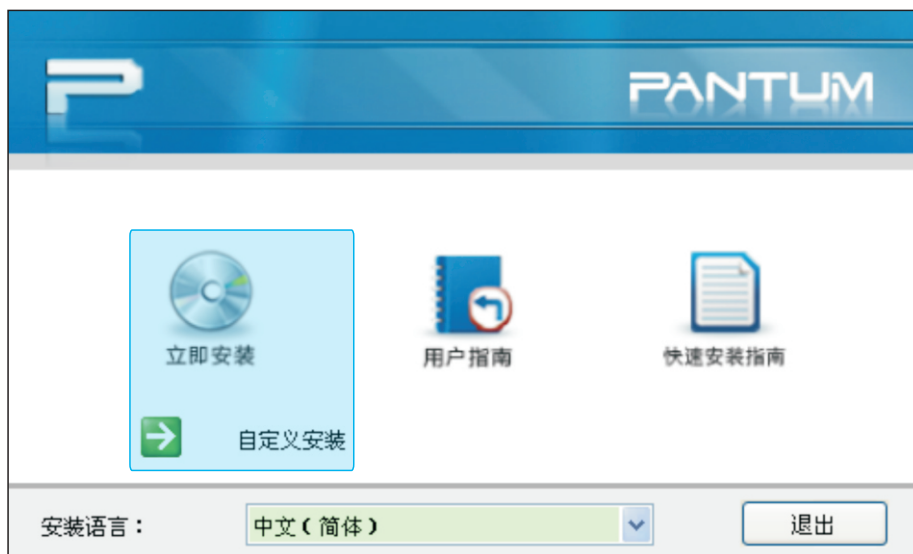 PANTUM
立即安装
用户指南
快速安装指南
自定义安装
安装语言：
中文（简体）
退出